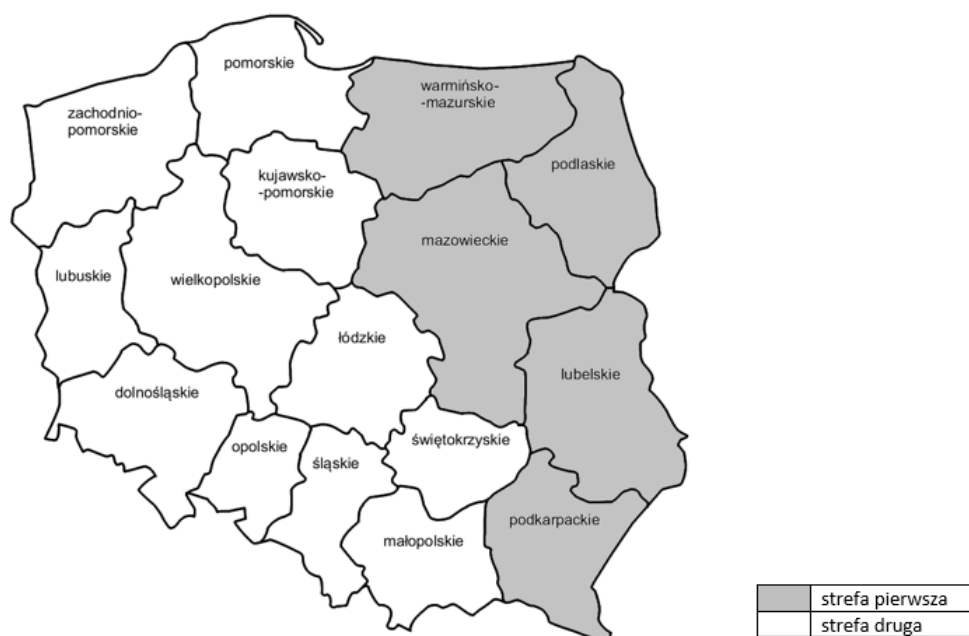 pomorskie
warmińsko-
-mazurskie
zachodnio-
pomorskie
podlaskie
kujawsko-
-pomorskie
mazowieckie
lubuskie
wielkopolskie
łódzkie
lubelskie
dolnośląskie
opolskie
śląskie
świętokrzyskie
podkarpackie
małopolskie
strefa pierwsza
strefa druga